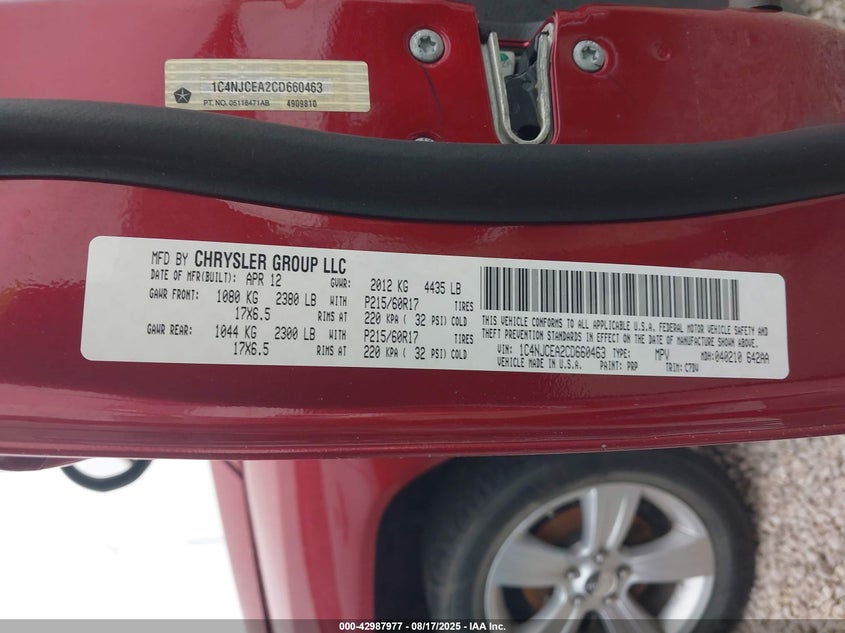 1C4NJCEA2CD660463
PT. NO. 05116471AB 4909810
MFD BY CHRYSLER GROUP LLC
DATE OF MFR(BUILT): APR 12 GVWR: 2012 KG 4435 LB
GAWR FRONT: 1080 KG 2380 LB WITH P215/60R17 TIRES
17X6.5 RIMS AT 220 KPA ( 32 PSI) COLD
GAWR REAR: 1044 KG 2300 LB WITH P215/60R17 TIRES
17X6.5 RIMS AT 220 KPA ( 32 PSI) COLD
THIS VEHICLE CONFORMS TO ALL APPLICABLE U.S.A. FEDERAL MOTOR VEHICLE SAFETY AND
THEFT PREVENTION STANDARDS IN EFFECT ON THE DATE OF MANUFACTURE SHOWN ABOVE.
VIN: 1C4NJCEA2CD660463 TYPE: MPV MDH: 040210 642AA
VEHICLE MADE IN U.S.A. PAINT: PRP TRIM: C7DV
000-42987977 - 08/17/2025 - IAA Inc.